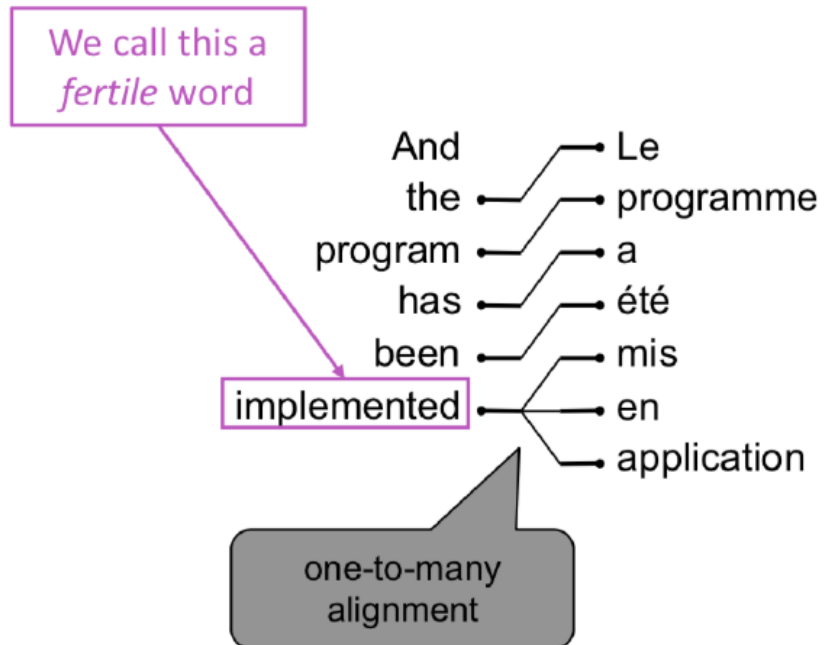 We call this a
fertile word
And
Le
the
programme
program
a
has
été
been
mis
implemented
en
application
one-to-many
alignment